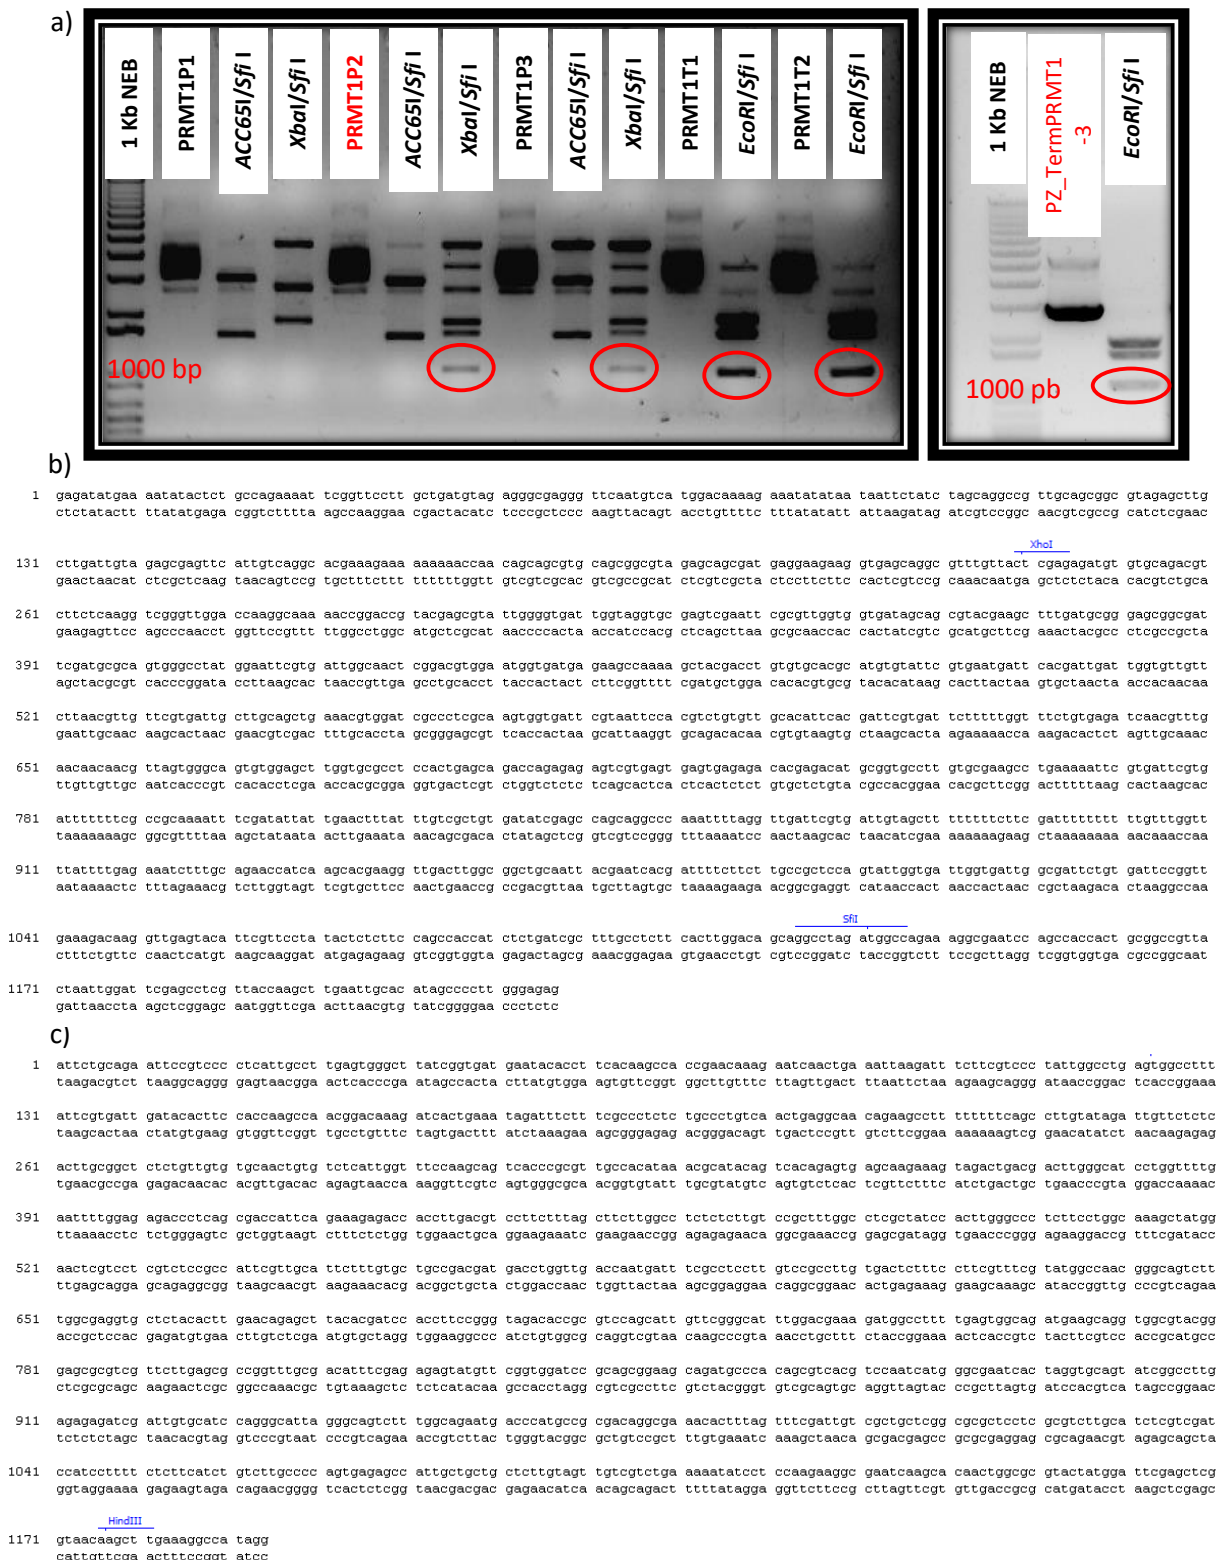 a)
1 Kb NEB
PRMT1P1
ACC65I/Sfi I
XbaI/Sfi I
PRMT1P2
ACC65I/Sfi I
XbaI/Sfi I
PRMT1P3
ACC65I/Sfi I
XbaI/Sfi I
PRMT1T1
EcoRI/Sfi I
PRMT1T2
EcoRI/Sfi I
1 Kb NEB
PZ_TermPRMT1
-3
EcoRI/Sfi I
1000 bp
1000 pb
b)
1 gagatatgaa aatatactct gccagaaaat tcggttcctt gctgatgtag agggcgaggg ttcaatgtca tggacaaaag aaatatataa taattctatc tagcaggccg ttgcagcggc gtagagcttg
ctctatactt ttatatgaga cggtctttta agccaaggaa cgactacatc tcccgctccc aagttacagt acctgttttc tttatatatt attaagatag atcgtccggc aacgtcgccg catctcgaac
XhoI
131 cttgattgta gagcgagttc attgtcaggc acgaaagaaa aaaaaaccaa cagcagcgtg cagcggcgta gagcagcgat gaggaagaag gtgagcaggc gtttgttact cgagagatgt gtgcagacgt
gaactaacat ctcgctcaag taacagtccg tgctttcttt tttttttggtt gtcgtcgcac gtcgccgcat ctcgtcgcta ctccttcttc cactcgtccg caaacaatga gctctctaca cacgtctgca
261 cttctcaagg tcgggttgga ccaaggcaaa aaccggaccg tacgagcgta ttggggtgat tggtaggtgc gagtcgaatt cgcgttggtg gtgatagcag cgtacgaagc tttgatgcgg gagcggcgat
gaagagttcc agcccaacct ggttccgttt ttggcctggc atgctcgcat aaccccacta accatccacg ctcagcttaa gcgcaaccac cactatcgtc gcatgcttcg aaactacgcc ctcgccgcta
391 tcgatgcgca gtgggcctat ggaattcgtg attggcaact cggacgtgga atggtgatga gaagccaaaa gctacgacct gtgtgcacgc atgtgtattc gtgaatgatt cacgattgat tggtgttgtt
agctacgcgt cacccggata ccttaagcac taaccgttga gcctgcacct taccactact cttcggtttt cgatgctgga cacacgtgcg tacacataag cacttactaa gtgctaacta accacaacaa
521 cttaacgttg ttcgtgattg cttgcagctg aaacgtggat cgccctcgca agtggtgatt cgtaattcca cgtctgtgtt gcacattcac gattcgtgat tctttttggt ttctgtgaga tcaacgtttg
gaattgcaac aagcactaac gaacgtcgac tttgcaccta gcgggagcgt tcaccactaa gcattaaggt gcagacacaa cgtgtaagtg ctaagcacta agaaaaacca aagacactct agttgcaaac
651 aacaacaacg ttagtgggca gtgtggagct tggtgcgcct ccactgagca gaccagagag agtcgtgagt gagtgagaga cacgagacat gcggtgcctt gtgcgaagcc tgaaaaattc gtgattcgtg
ttgttgttgc aatcacccgt cacacctcga accacgcgga ggtgactcgt ctggtctctc tcagcactca ctcactctct gtgctctgta cgccacggaa cacgcttcgg actttttaag cactaagcac
781 attttttttcg ccgcaaaatt tcgatattat tgaactttat ttgtcgctgt gatatcgagc cagcaggccc aaattttagg ttgattcgtg attgtagctt ttttttcttc gattttttttt ttgtttggtt
taaaaaaagc ggcgttttaa agctataata acttgaaata aacagcgaca ctatagctcg gtcgtccggg tttaaaatcc aactaagcac taacatcgaa aaaaaagaag ctaaaaaaaa aacaaaccaa
911 ttattttgag aaatctttgc agaaccatca agcacgaagg ttgacttggc ggctgcaatt acgaatcacg attttcttct tgccgctcca gtattggtga ttggtgattg gcgattctgt gattccggtt
aataaaactc tttagaaacg tcttggtagt tcgtgcttcc aactgaaccg ccgacgttaa tgcttagtgc taaaagaaga acggcgaggt cataaccact aaccactaac cgctaagaca ctaaggccaa
SfiI
1041 gaaagacaag gttgagtaca ttcgttccta tactctcttc cagccaccat ctctgatcgc tttgcctctt cacttggaca gcaggcctag atggccagaa aggcgaatcc agccaccact gcggccgtta
ctttctgttc caactcatgt aagcaaggat atgagagaag gtcggtggta gagactagcg aaacggagaa gtgaacctgt cgtccggatc taccggtctt tccgcttagg tcggtggtga cgccggcaat
1171 ctaattggat tcgagcctcg ttaccaagct tgaattgcac atagcccctt gggagag
gattaaccta agctcggagc aatggttcga acttaacgtg tatcggggaa ccctctc
c)
1 attctgcaga attccgtccc ctcattgcct tgagtgggct tatcggtgat gaatacacct tcacaagcca ccgaacaaag aatcaactga aattaagatt ttcttcgtccc tattggcctg agtggccttt
taagacgtct taaggcaggg gagtaacgga actcacccga atagccacta cttatgtgga agtgttcggt ggcttgtttc ttagttgact ttaattctaa aagaagcaggg ataaccggac tcaccggaaa
131 attcgtgatt gatacacttc caccaagcca acggacaaag atcactgaaa tagatttctt tcgccctctc tgccctgtca actgaggcaa cagaagcctt ttttttcagc cttgtataga ttgttctctc
taagcactaa ctatgtgaag gtggttcggt tgcctgtttc tagtgacttt atctaaagaa agcgggagag acgggacagt tgactccgtt gtcttcggaa aaaaaagtcg gaacatatct aacaagagag
261 acttgcggct ctctgttgtg tgcaactgtg tctcattggt ttccaagcag tcacccgcgt tgccacataa acgcatacag tcacagagtg agcaagaaag tagactgacg acttgggcat cctggttttg
tgaacgccga gagacaacac acgttgacac agagtaacca aaggttcgtc agtgggcgca acggtgtatt tgcgtatgtc agtgtctcac tcgttctttc atctgactgc tgaacccgta ggaccaaaac
391 aattttggag agaccctcag cgaccattca gaaagagacc accttgacgt ccttctttag cttcttggcc tctctcttgt ccgctttggc ctcgctatcc acttgggccc tcttcctggc aaagctatgg
ttaaaacctc tctgggagtc gctggtaagt ctttctctgg tggaactgca ggaagaaatc gaagaaccgg agagagaaca ggcgaaaccg gagcgatagg tgaacccggg agaaggaccg tttcgatacc
521 aactcgtcct cgtctccgcc attcgttgca ttctttgtgc tgccgacgat gacctggttg accaatgatt tcgcctcctt gtccgccttg tgactctttc cttcgtttcg tatggccaac gggcagtctt
ttgagcagga gcagaggcgg taagcaacgt aagaaacacg acggctgcta ctggaccaac tggttactaa agcggaggaa caggcggaac actgagaaag gaagcaaagc ataccggttg cccgtcagaa
651 tggcgaggtg ctctacactt gaacagagct tacacgatcc accttccggg tagacaccgc gtccagcatt gttcgggcat ttggacgaaa gatggccttt tgagtggcag atgaagcagg tggcgtacgg
accgctccac gagatgtgaa cttgtctcga atgtgctagg tggaaggccc atctgtggcg caggtcgtaa caagcccgta aacctgcttt ctaccggaaa actcaccgtc tacttcgtcc accgcatgcc
781 gagcgcgtcg ttcttgagcg ccggtttgcg acatttcgag agagtatgtt cggtggatcc gcagcggaag cagatgccca cagcgtcacg tccaatcatg ggcgaatcac taggtgcagt atcggccttg
ctcgcgcagc aagaactcgc ggccaaacgc tgtaaagctc tctcatacaa gccacctagg cgtcgccttc gtctacgggt gtcgcagtgc aggttagtac ccgcttagtg atccacgtca tagccggaac
911 agagagatcg attgtgcatc cagggcatta gggcagtctt tggcagaatg acccatgccg cgacaggcga aacactttag tttcgattgt cgctgctcgg cgcgctcctc gcgtcttgca tctcgtcgat
tctctctagc taacacgtag gtcccgtaat cccgtcagaa accgtcttac tgggtacggc gctgtccgct ttgtgaaatc aaagctaaca gcgacgagcc gcgcgaggag cgcagaacgt agagcagcta
1041 ccatcctttt ctcttcatct gtcttgcccc agtgagagcc attgctgctg ctcttgtagt tgtcgtctga aaaatatcct ccaagaaggc gaatcaagca caactggcgc gtactatgga ttcgagctcg
ggtaggaaaa gagaagtaga cagaacgggg tcactctcgg taacgacgac gagaacatca acagcagact ttttatagga ggttcttccg cttagttcgt gttgaccgcg catgatacct aagctcgagc
HindIII
1171 gtaacaagct tgaaaggcca tagg
cattgttcga actttccggt atcc